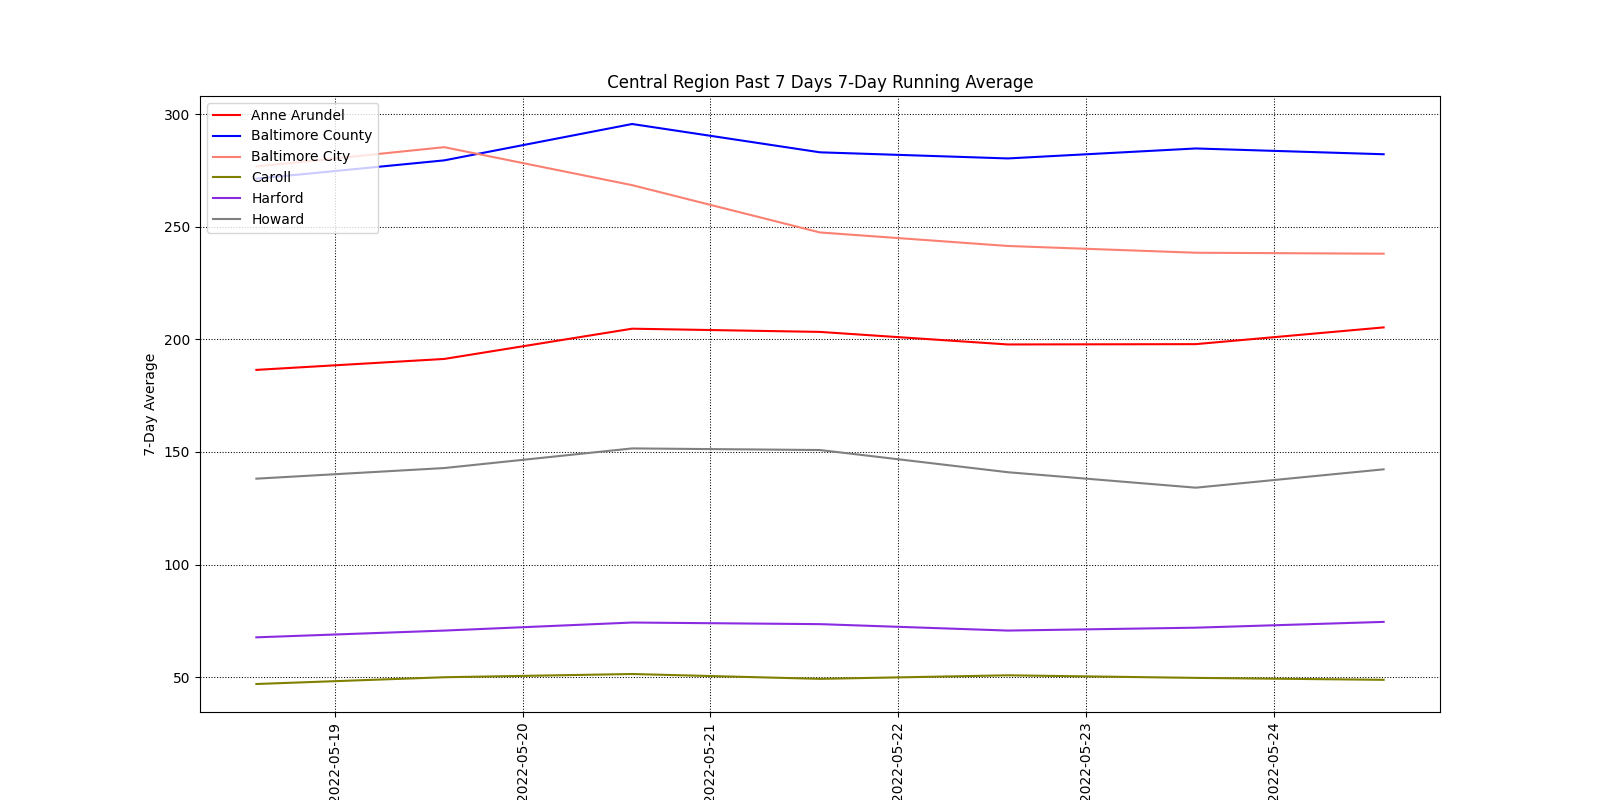 Central Region Past 7 Days 7-Day Running Average
Anne Arundel
Baltimore County
Baltimore City
Caroll
Harford
Howard
7-Day Average
300
250
200
150
100
50
2022-05-19
2022-05-20
2022-05-21
2022-05-22
2022-05-23
2022-05-24